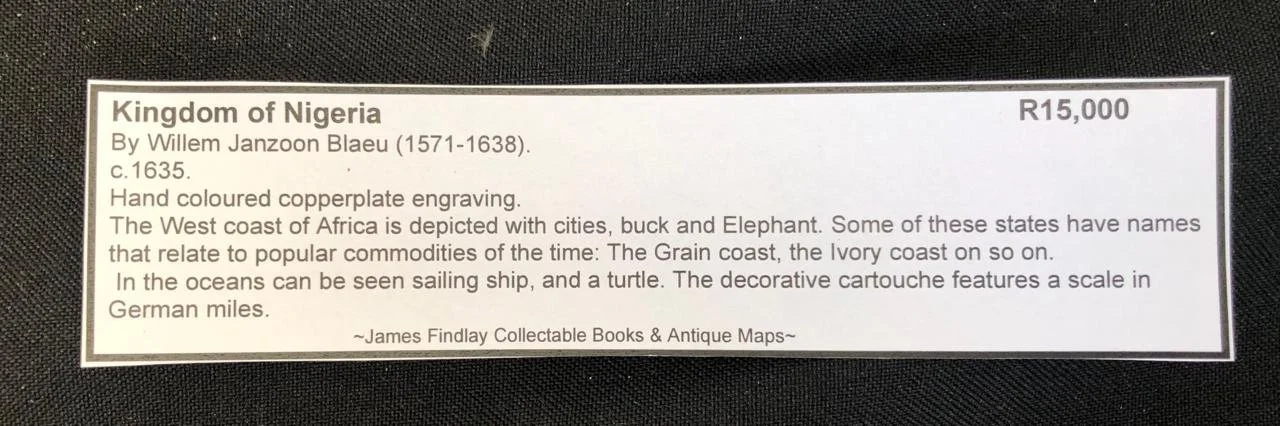 Kingdom of Nigeria R15,000
By Willem Janzoon Blaeu (1571-1638).
c.1635.
Hand coloured copperplate engraving.
The West coast of Africa is depicted with cities, buck and Elephant. Some of these states have names
that relate to popular commodities of the time: The Grain coast, the Ivory coast on so on.
In the oceans can be seen sailing ship, and a turtle. The decorative cartouche features a scale in
German miles.
~James Findlay Collectable Books & Antique Maps~